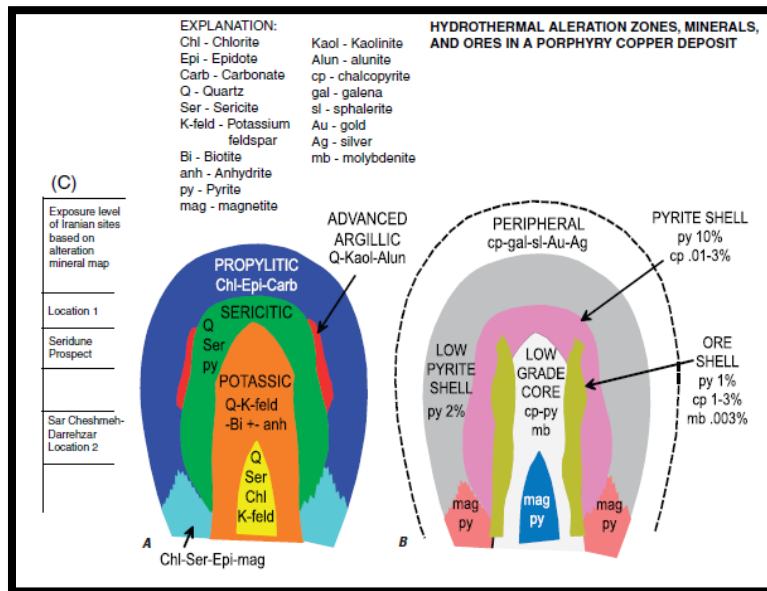 EXPLANATION:
Chl - Chlorite
Epi - Epidote
Carb - Carbonate
Q - Quartz
Ser - Sericite
K-feld - Potassium
feldspar
Bi - Biotite
anh - Anhydrite
py - Pyrite
mag - magnetite
Kaol - Kaolinite
Alun - alunite
cp - chalcopyrite
gal - galena
sl - sphalerite
Au - gold
Ag - silver
mb - molybdenite
HYDROTHERMAL ALERATION ZONES, MINERALS,
AND ORES IN A PORPHYRY COPPER DEPOSIT
(C)
Exposure level
of Iranian sites
based on
alteration
mineral map
Location 1
Seridune
Prospect
Sar Cheshmeh-
Darrehzar
Location 2
ADVANCED
ARGILLIC
Q-Kaol-Alun
PROPYLITIC
Chl-Epi-Carb
SERICITIC
Q
Ser
py
POTASSIC
Q-K-feld
-Bi +- anh
Q
Ser
Chl
K-feld
A
Chl-Ser-Epi-mag
PERIPHERAL
cp-gal-sl-Au-Ag
PYRITE SHELL
py 10%
cp .01-3%
LOW
PYRITE
SHELL
py 2%
LOW
GRADE
CORE
cp-py
mb
ORE
SHELL
py 1%
cp 1-3%
mb .003%
mag
py
mag
py
mag
py
B